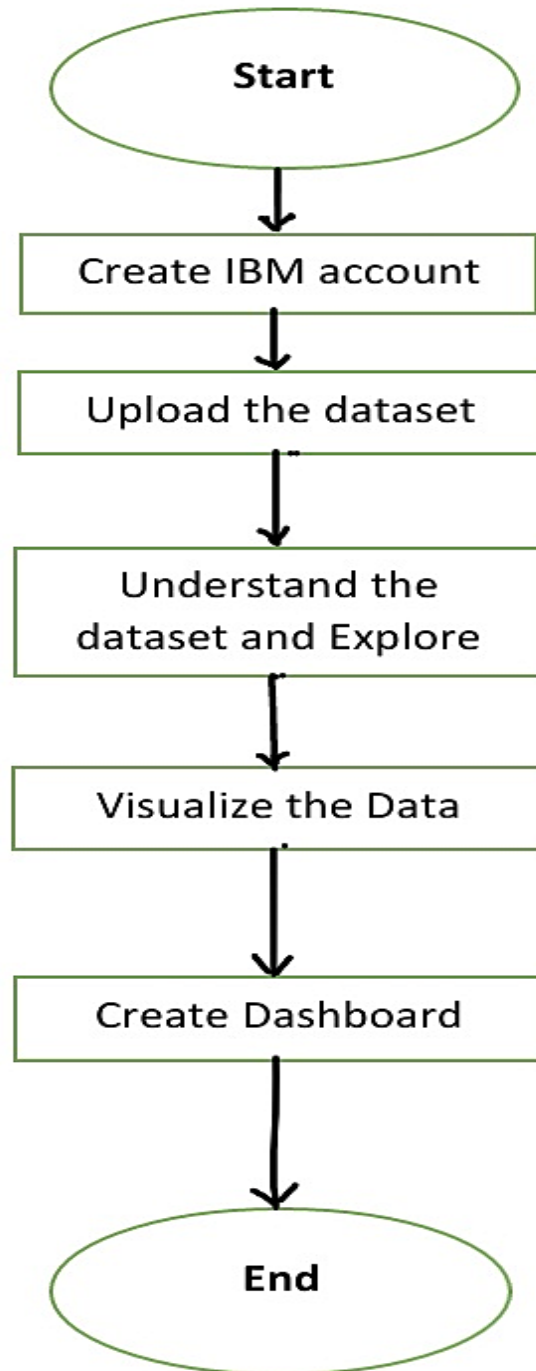 Start
Create IBM account
Upload the dataset
Understand the
dataset and Explore
Visualize the Data
Create Dashboard
End